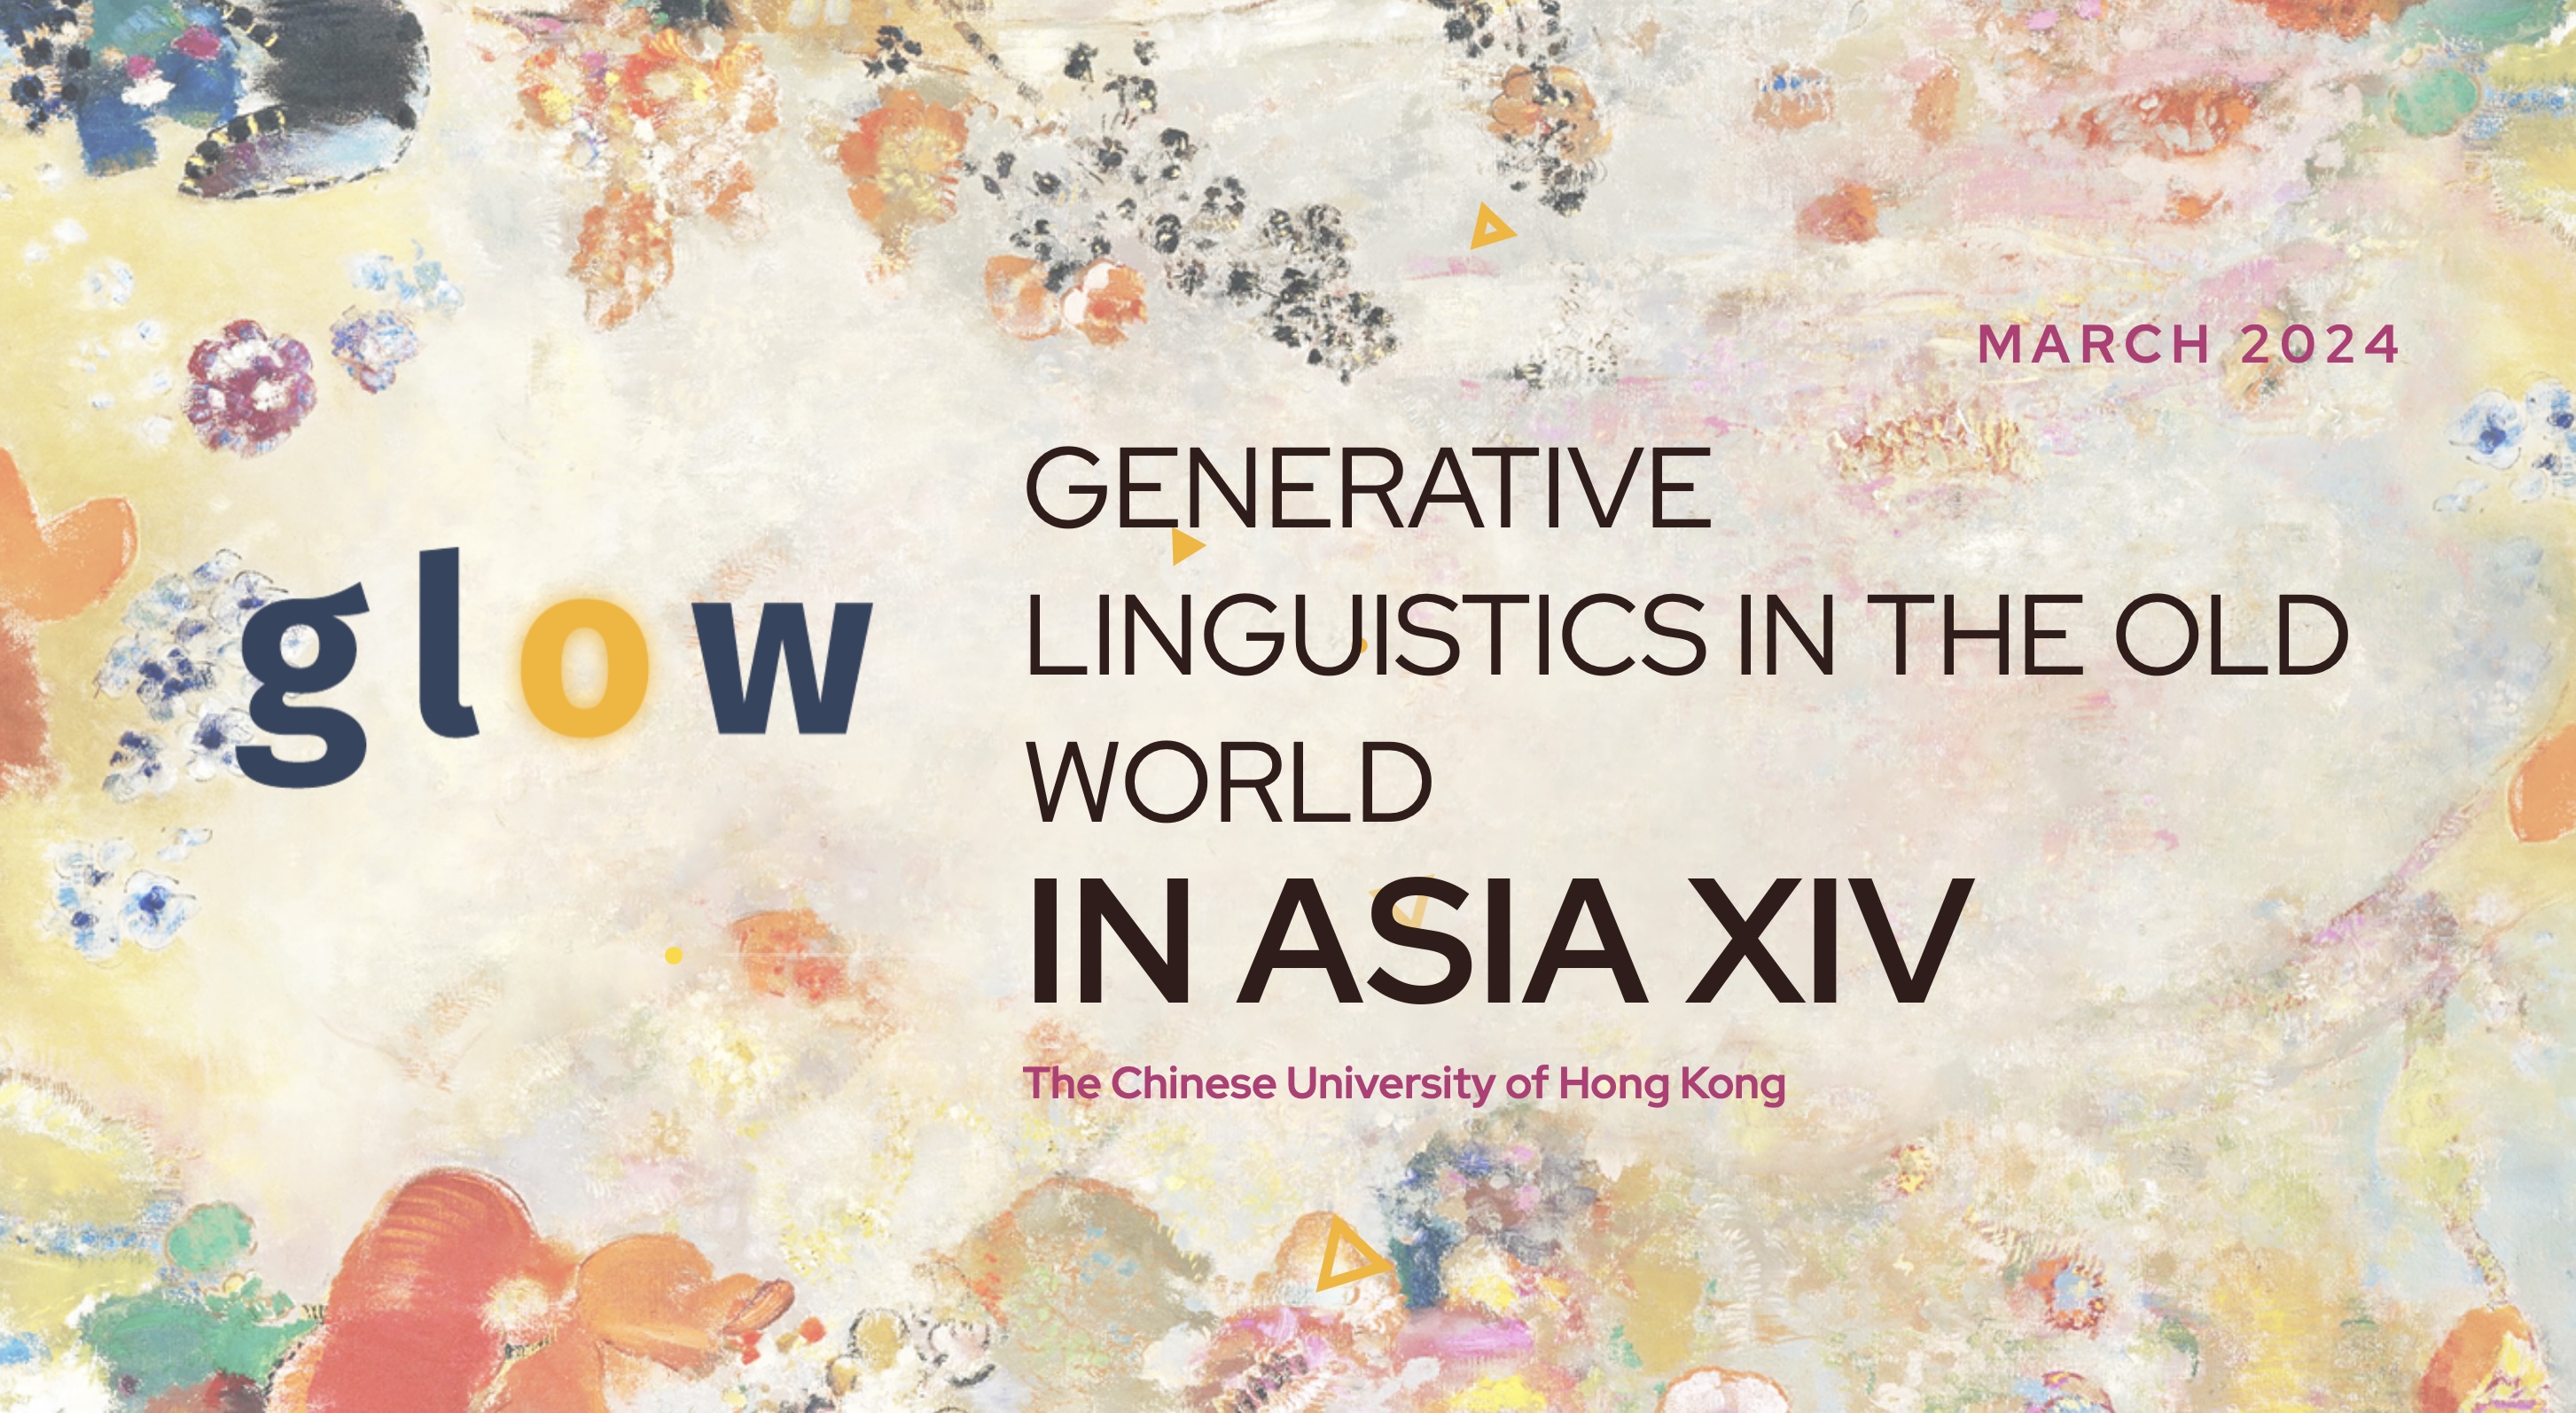 MARCH 2024
glow
GENERATIVE
LINGUISTICS IN THE OLD
WORLD
IN ASIA XIV
The Chinese University of Hong Kong